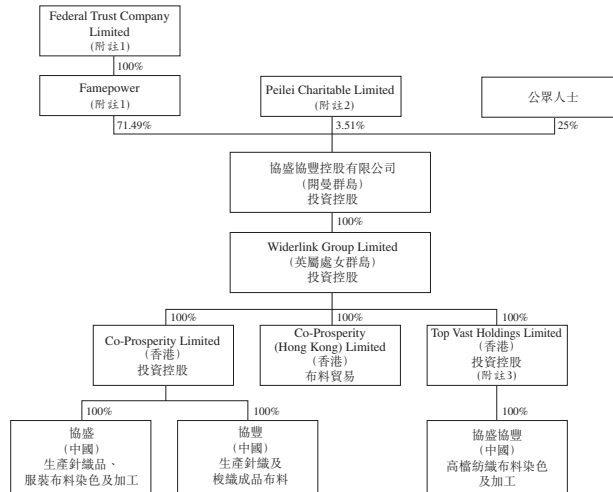 Federal Trust Company
Limited
(附註1)
100%
Famepower
(附註1)
Peilei Charitable Limited
(附註2)
公眾人士
71.49%
3.51%
25%
協盛協豐控股有限公司
(開曼群島)
投資控股
100%
Widerlink Group Limited
(英屬處女群島)
投資控股
100%
100%
100%
Co-Prosperity Limited
(香港)
投資控股
Co-Prosperity
(Hong Kong) Limited
(香港)
布料貿易
Top Vast Holdings Limited
(香港)
投資控股
(附註3)
100%
100%
100%
協盛
(中國)
生產針織品、
服裝布料染色及加工
協豐
(中國)
生產針織及
梭織成品布料
協盛協豐
(中國)
高檔紡織布料染色
及加工